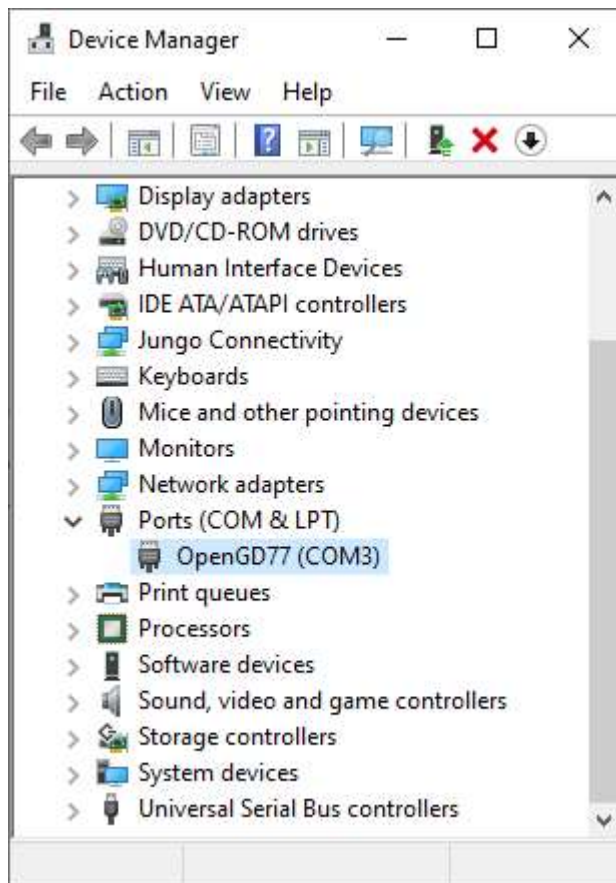 Device Manager
File Action View Help
Display adapters
DVD/CD-ROM drives
Human Interface Devices
IDE ATA/ATAPI controllers
Jungo Connectivity
Keyboards
Mice and other pointing devices
Monitors
Network adapters
Ports (COM & LPT)
OpenGD77 (COM3)
Print queues
Processors
Software devices
Sound, video and game controllers
Storage controllers
System devices
Universal Serial Bus controllers